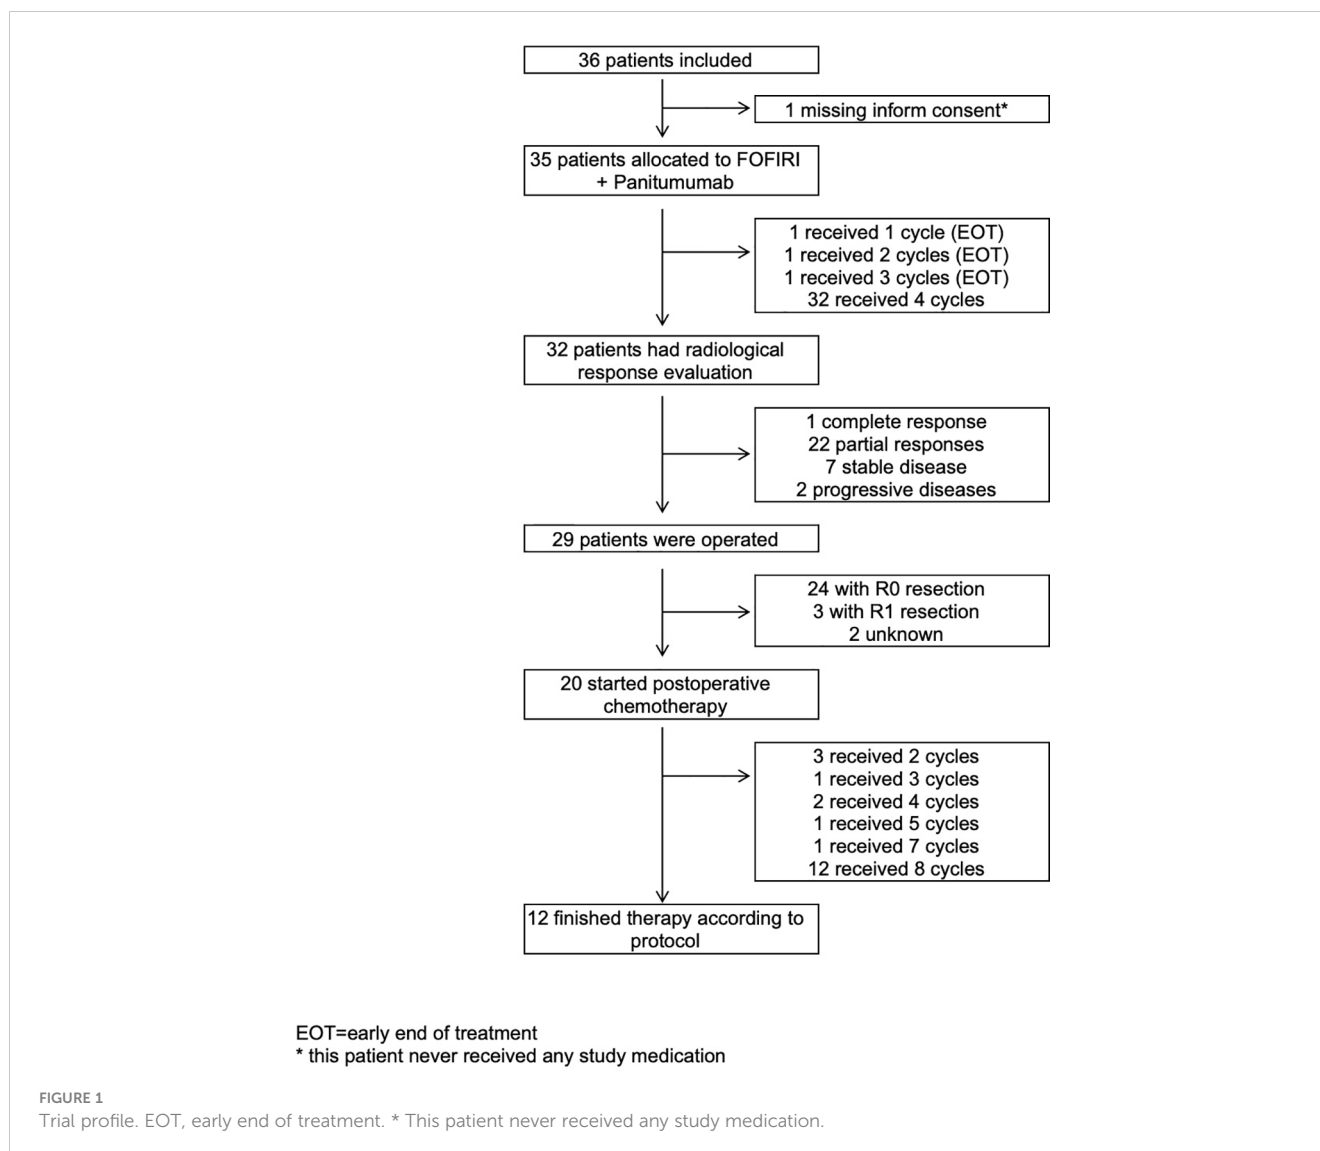 36 patients included
1 missing inform consent*
35 patients allocated to FOFIRI
+ Panitumumab
1 received 1 cycle (EOT)
1 received 2 cycles (EOT)
1 received 3 cycles (EOT)
32 received 4 cycles
32 patients had radiological
response evaluation
1 complete response
22 partial responses
7 stable disease
2 progressive diseases
29 patients were operated
24 with R0 resection
3 with R1 resection
2 unknown
20 started postoperative
chemotherapy
3 received 2 cycles
1 received 3 cycles
2 received 4 cycles
1 received 5 cycles
1 received 7 cycles
12 received 8 cycles
12 finished therapy according to
protocol
EOT=early end of treatment
* this patient never received any study medication
FIGURE 1
Trial profile. EOT, early end of treatment. * This patient never received any study medication.